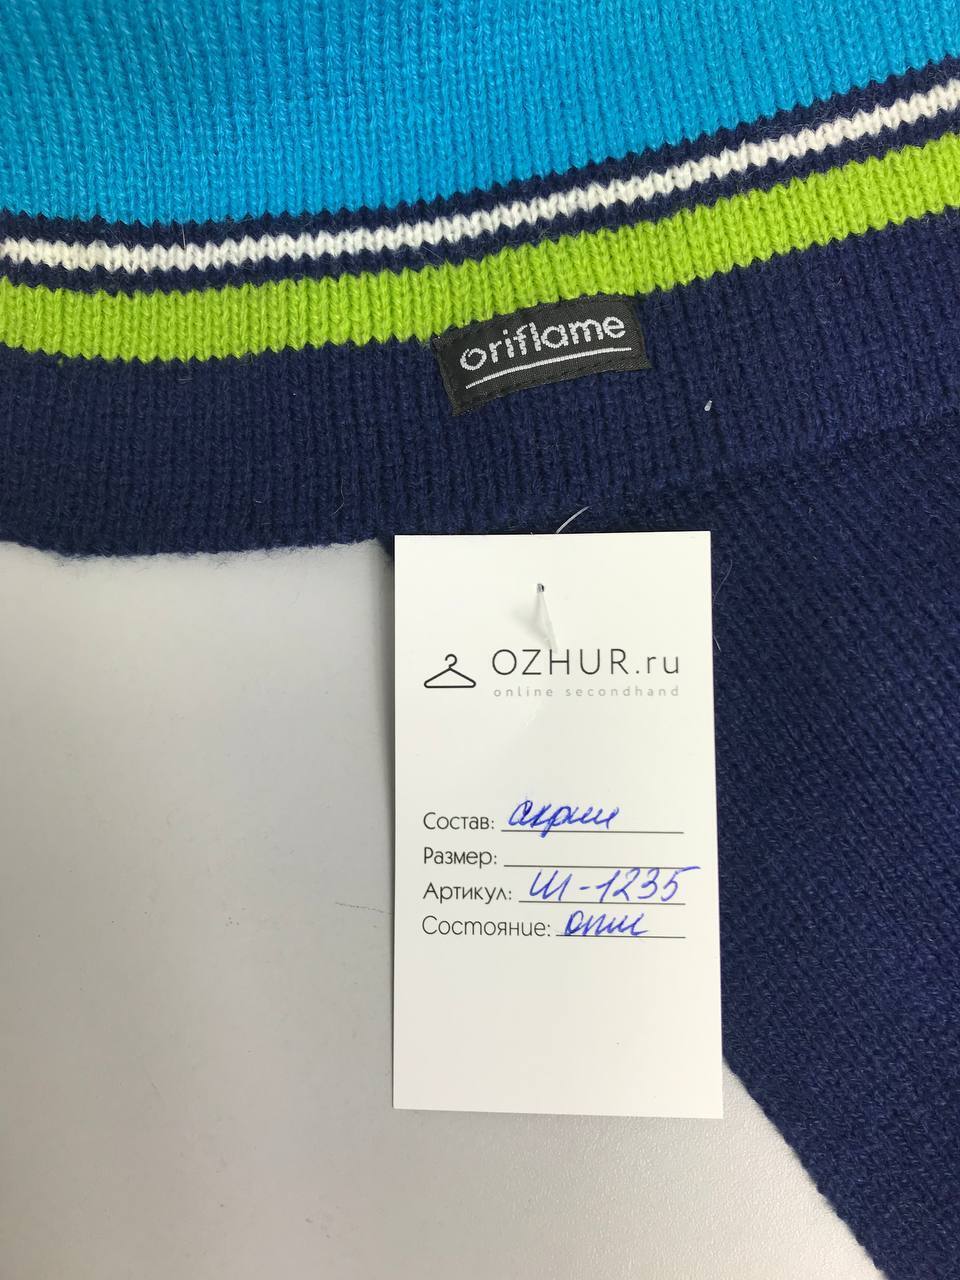 oriflame
OZHUR.ru
online secondhand
Состав: акрил
Размер:
Артикул: Ш-1235
Состояние: отл